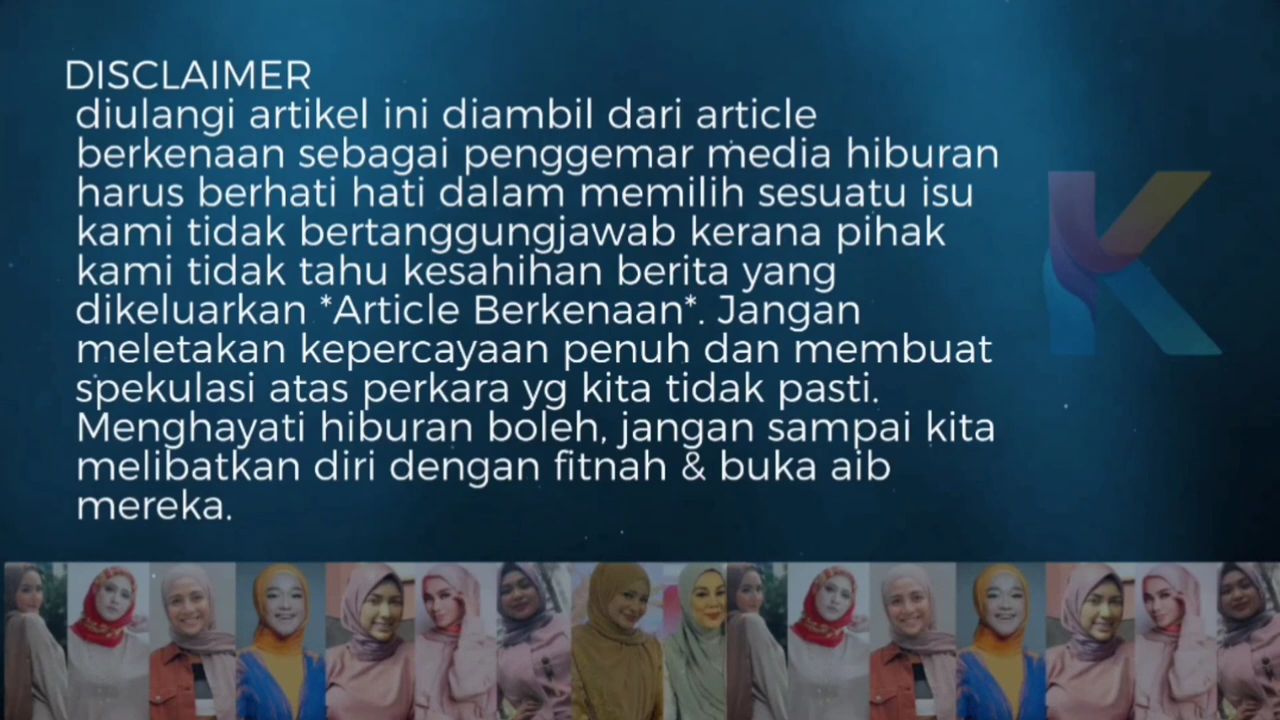 DISCLAIMER
diulangi artikel ini diambil dari article
berkenaan sebagai penggemar media hiburan
harus berhati hati dalam memilih sesuatu isu
kami tidak bertanggungjawab kerana pihak
kami tidak tahu kesahihan berita yang
dikeluarkan *Article Berkenaan*. Jangan
meletakan kepercayaan penuh dan membuat
spekulasi atas perkara yg kita tidak pasti.
Menghayati hiburan boleh, jangan sampai kita
melibatkan diri dengan fitnah & buka aib
mereka.
K